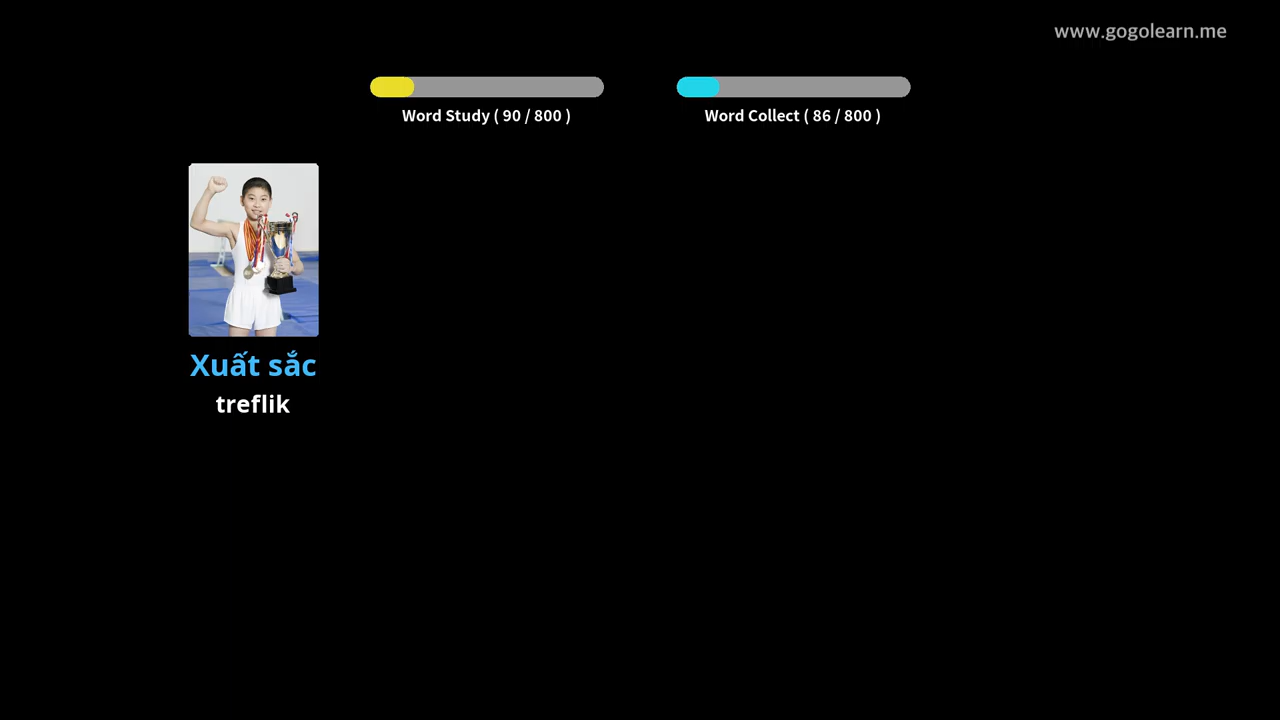 www.gogolearn.me
Word Study ( 90 / 800 )
Word Collect ( 86 / 800 )
Xuất sắc
treflik